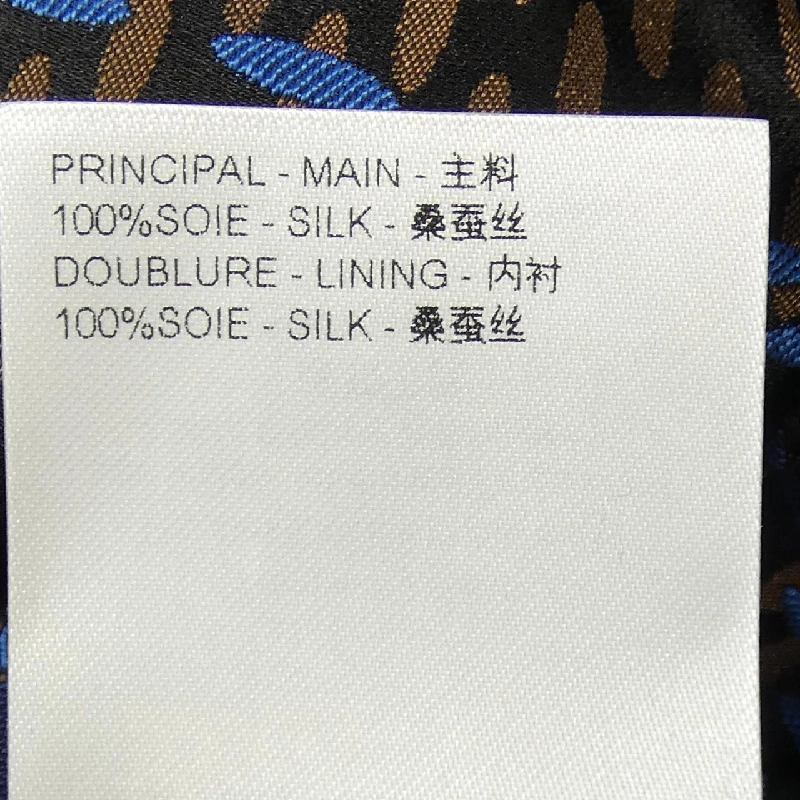 PRINCIPAL - MAIN - 主料
100%SOIE - SILK - 桑蚕丝
DOUBLURE - LINING - 内衬
100%SOIE - SILK - 桑蚕丝